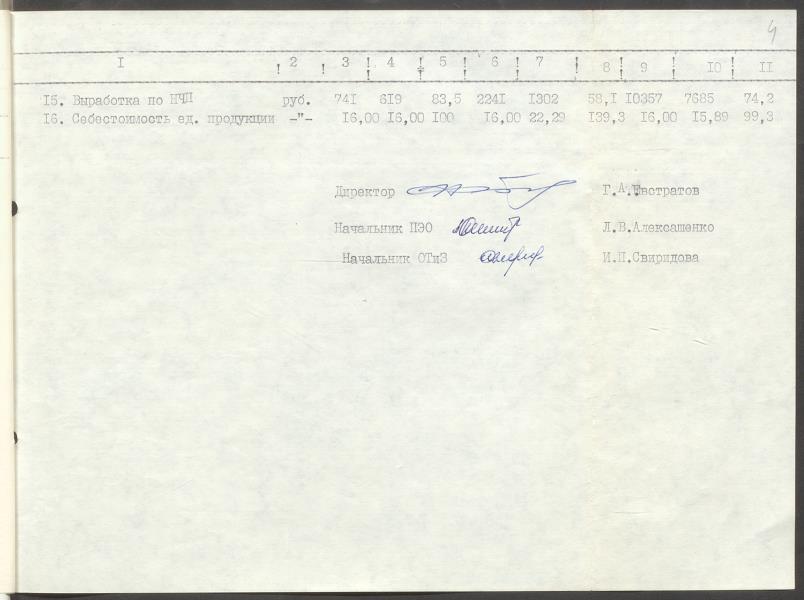 4
I ! 2 ! 3 ! 4 ! 5 ! 6 ! 7 ! 8 ! 9 ! I0 ! II
I5. Выработка по НЧП руб. 74I 6I9 83,5 224I I302 58,I I0357 7685 74,2
I6. Себестоимость ед. продукции -"- I6,00 I6,00 I00 I6,00 22,29 I39,3 I6,00 I5,89 99,3
Директор Г.А.Евстратов
Начальник ПЭО Л.В.Алексашенко
Начальник ОТиЗ И.П.Свиридова